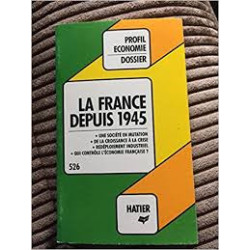 PROFIL
ECONOMIE
DOSSIER
LA FRANCE
DEPUIS 1945
• UNE SOCIÉTÉ EN MUTATION
• DE LA CROISSANCE À LA CRISE
• REDÉPLOIEMENT INDUSTRIEL
• QUI CONTRÔLE L'ÉCONOMIE FRANÇAISE ?
526
HATIER